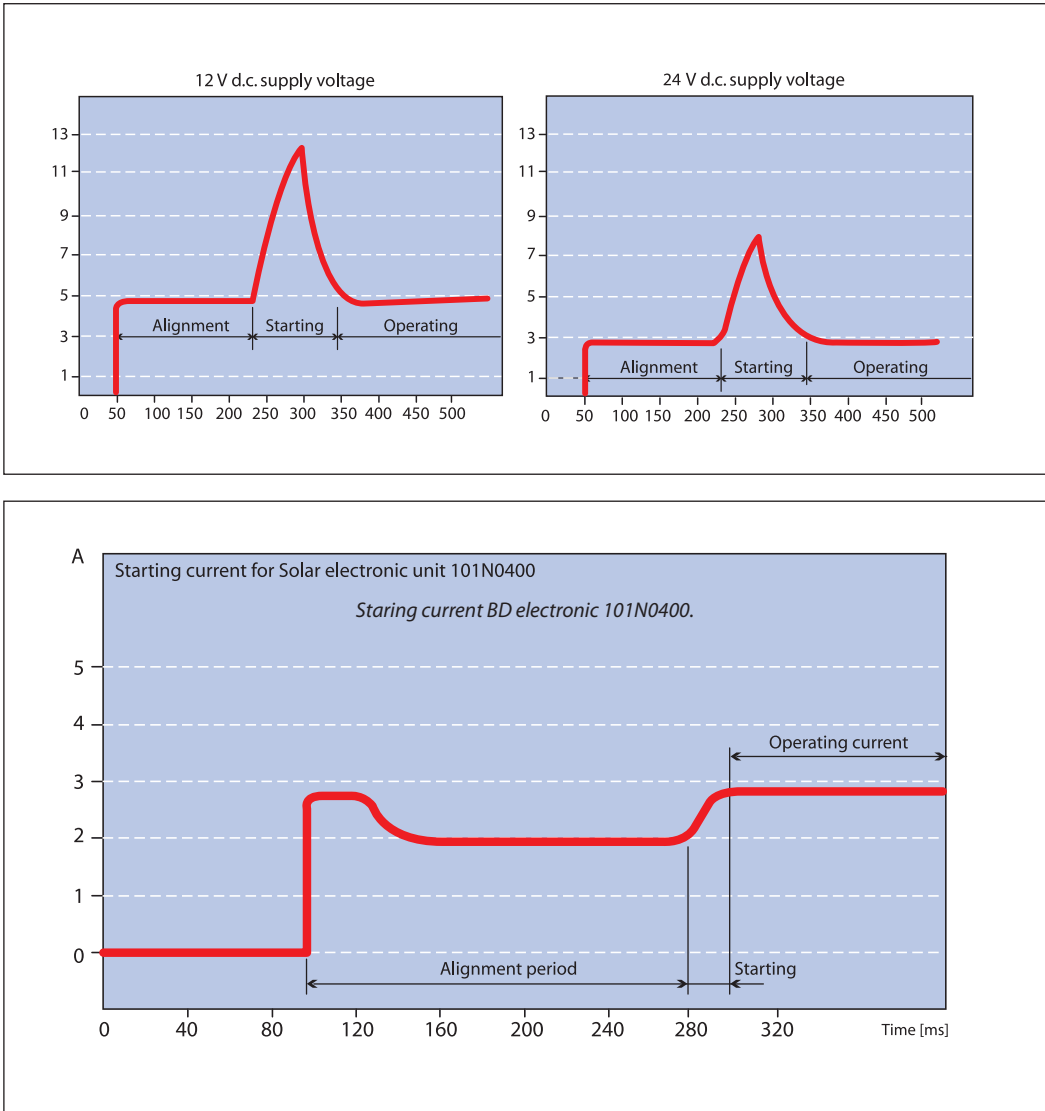 12 V d.c. supply voltage
13
11
9
7
5
3
1
Alignment
Starting
Operating
0 50 100 150 200 250 300 350 400 450 500
24 V d.c. supply voltage
13
11
9
7
5
3
1
Alignment
Starting
Operating
0 50 100 150 200 250 300 350 400 450 500
A
Starting current for Solar electronic unit 101N0400
Staring current BD electronic 101N0400.
5
4
3
2
1
0
Operating current
Alignment period
Starting
0 40 80 120 160 200 240 280 320 Time [ms]